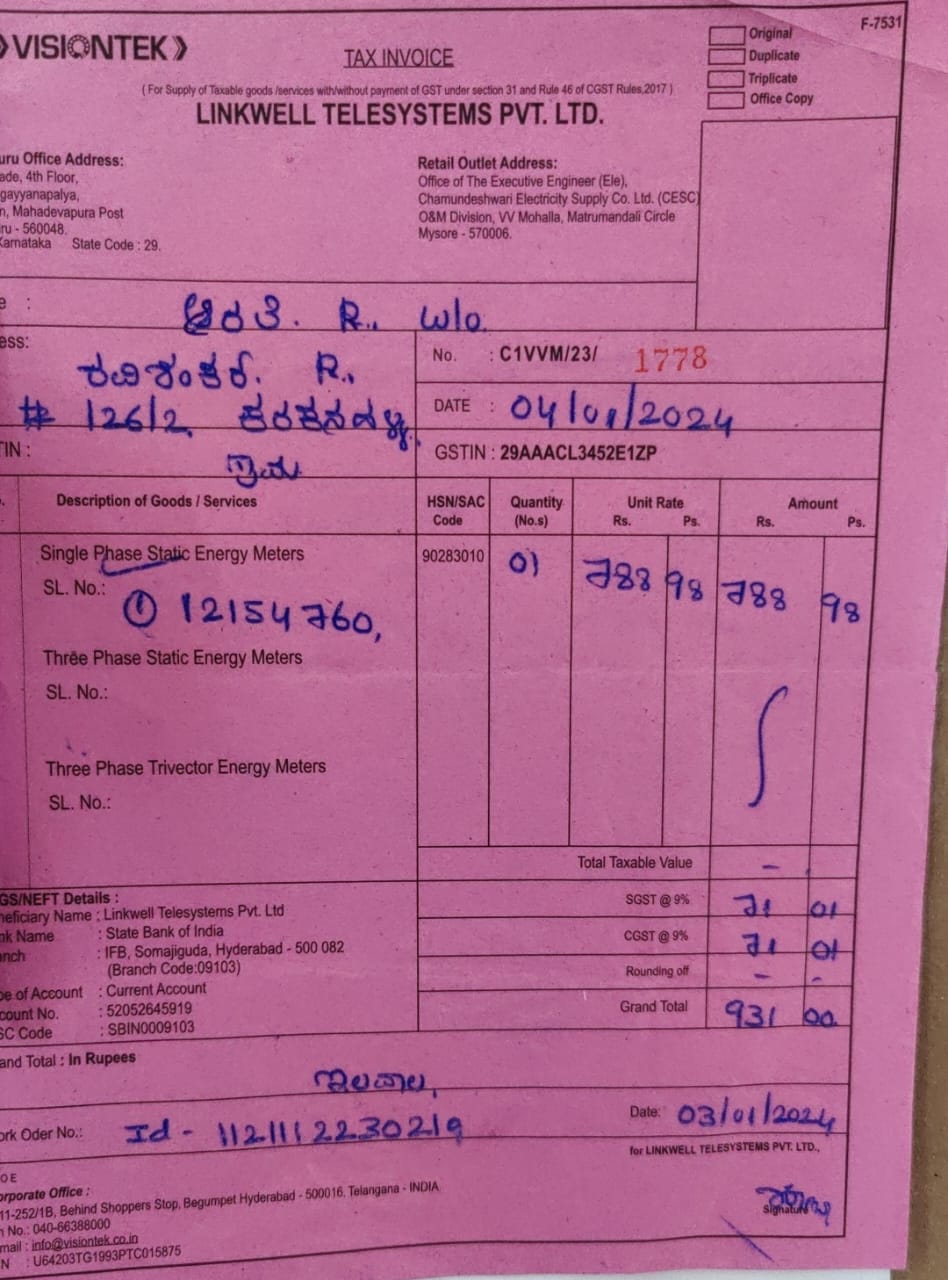 VISIONTEK
F-7531
TAX INVOICE
Original
Duplicate
Triplicate
Office Copy
( For Supply of Taxable goods /services with/without payment of GST under section 31 and Rule 46 of CGST Rules,2017 )
LINKWELL TELESYSTEMS PVT. LTD.
uru Office Address:
ade, 4th Floor,
gayyanapalya,
n, Mahadevapura Post
ru - 560048.
Karnataka State Code : 29.
Retail Outlet Address:
Office of The Executive Engineer (Ele),
Chamundeshwari Electricity Supply Co. Ltd. (CESC)
O&M Division, VV Mohalla, Matrumandali Circle
Mysore - 570006.
e : ಆರತಿ. R., W/o.
ess: ರವಿಶಂಕರ್. R.,
# 126/2
No. : C1VVM/23/ 1778
DATE : 04/01/2024
TIN : ಗ್ರಾಮ
GSTIN : 29AAACL3452E1ZP
Description of Goods / Services HSN/SAC Code Quantity (No.s) Unit Rate Rs. Ps. Amount Rs. Ps.
Single Phase Static Energy Meters 90283010 01 788 98 788 98
SL. No.: ① 12154760,
Three Phase Static Energy Meters
SL. No.:
Three Phase Trivector Energy Meters
SL. No.:
Total Taxable Value -
SGST @ 9% 71 01
CGST @ 9% 71 01
Rounding off - -
Grand Total 931 00
GS/NEFT Details :
neficiary Name : Linkwell Telesystems Pvt. Ltd
nk Name : State Bank of India
nch : IFB, Somajiguda, Hyderabad - 500 082
(Branch Code:09103)
pe of Account : Current Account
count No. : 52052645919
SC Code : SBIN0009103
and Total : In Rupees
ಇಲವಾಲ,
ork Oder No.: Id - 1121112230219
Date: 03/01/2024
for LINKWELL TELESYSTEMS PVT. LTD.,
O E
orporate Office :
11-252/1B, Behind Shoppers Stop, Begumpet Hyderabad - 500016. Telangana - INDIA
n No.: 040-66388000
mail : info@visiontek.co.in
N : U64203TG1993PTC015875
Signature